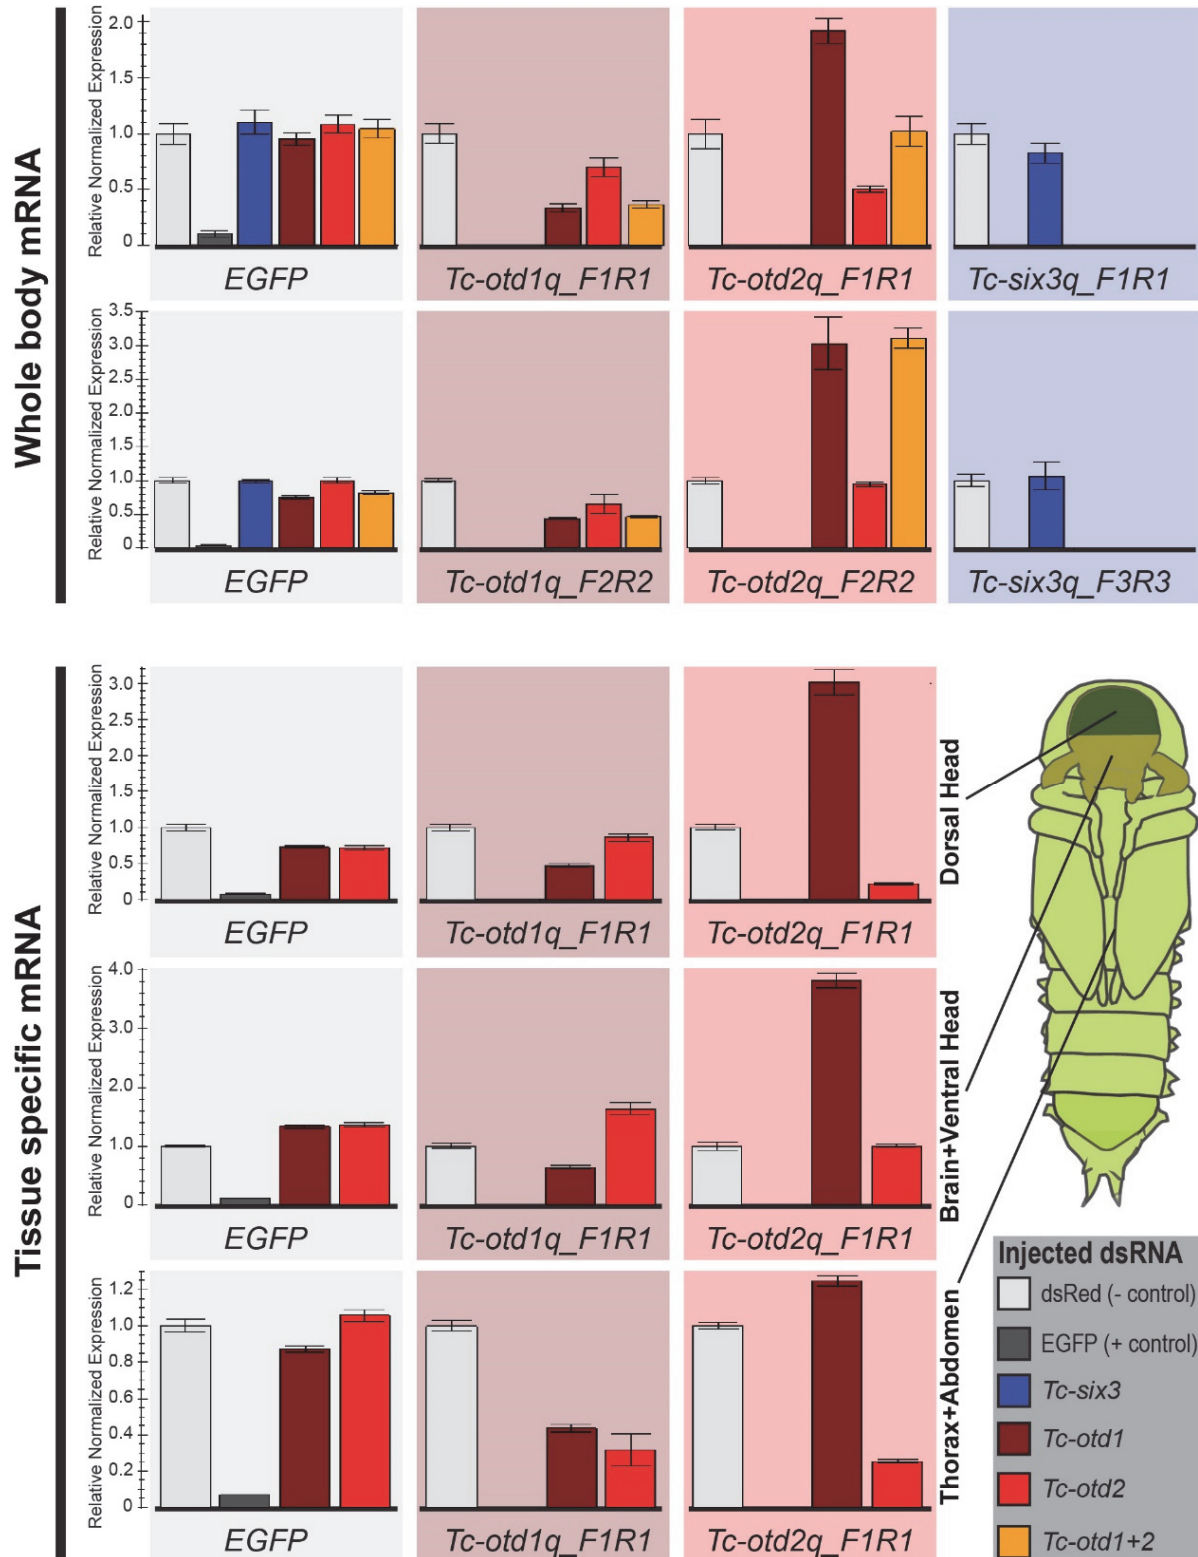 Whole body mRNA
Relative Normalized Expression
2.0
1.5
1.0
0.5
0
EGFP
Tc-otd1q_F1R1
Tc-otd2q_F1R1
Tc-six3q_F1R1
Relative Normalized Expression
3.5
3.0
2.5
2.0
1.5
1.0
0.5
0
EGFP
Tc-otd1q_F2R2
Tc-otd2q_F2R2
Tc-six3q_F3R3
Tissue specific mRNA
Relative Normalized Expression
3.0
2.5
2.0
1.5
1.0
0.5
0
EGFP
Tc-otd1q_F1R1
Tc-otd2q_F1R1
Dorsal Head
Relative Normalized Expression
4.0
3.0
2.0
1.0
0
EGFP
Tc-otd1q_F1R1
Tc-otd2q_F1R1
Brain+Ventral Head
Relative Normalized Expression
1.2
1.0
0.8
0.6
0.4
0.2
0
EGFP
Tc-otd1q_F1R1
Tc-otd2q_F1R1
Thorax+Abdomen
Injected dsRNA
dsRed (- control)
EGFP (+ control)
Tc-six3
Tc-otd1
Tc-otd2
Tc-otd1+2